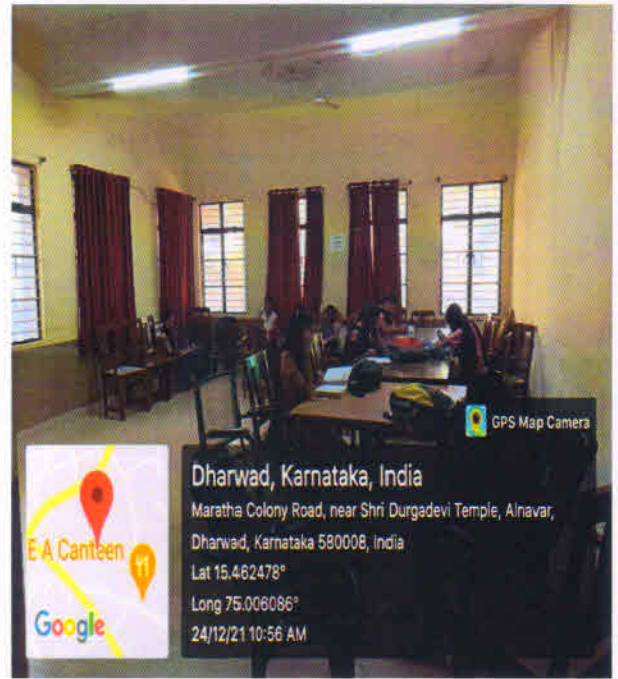 GPS Map Camera
E A Canteen
Google
Dharwad, Karnataka, India
Maratha Colony Road, near Shri Durgadevi Temple, Alnavar,
Dharwad, Karnataka 580008, India
Lat 15.462478°
Long 75.006086°
24/12/21 10:56 AM